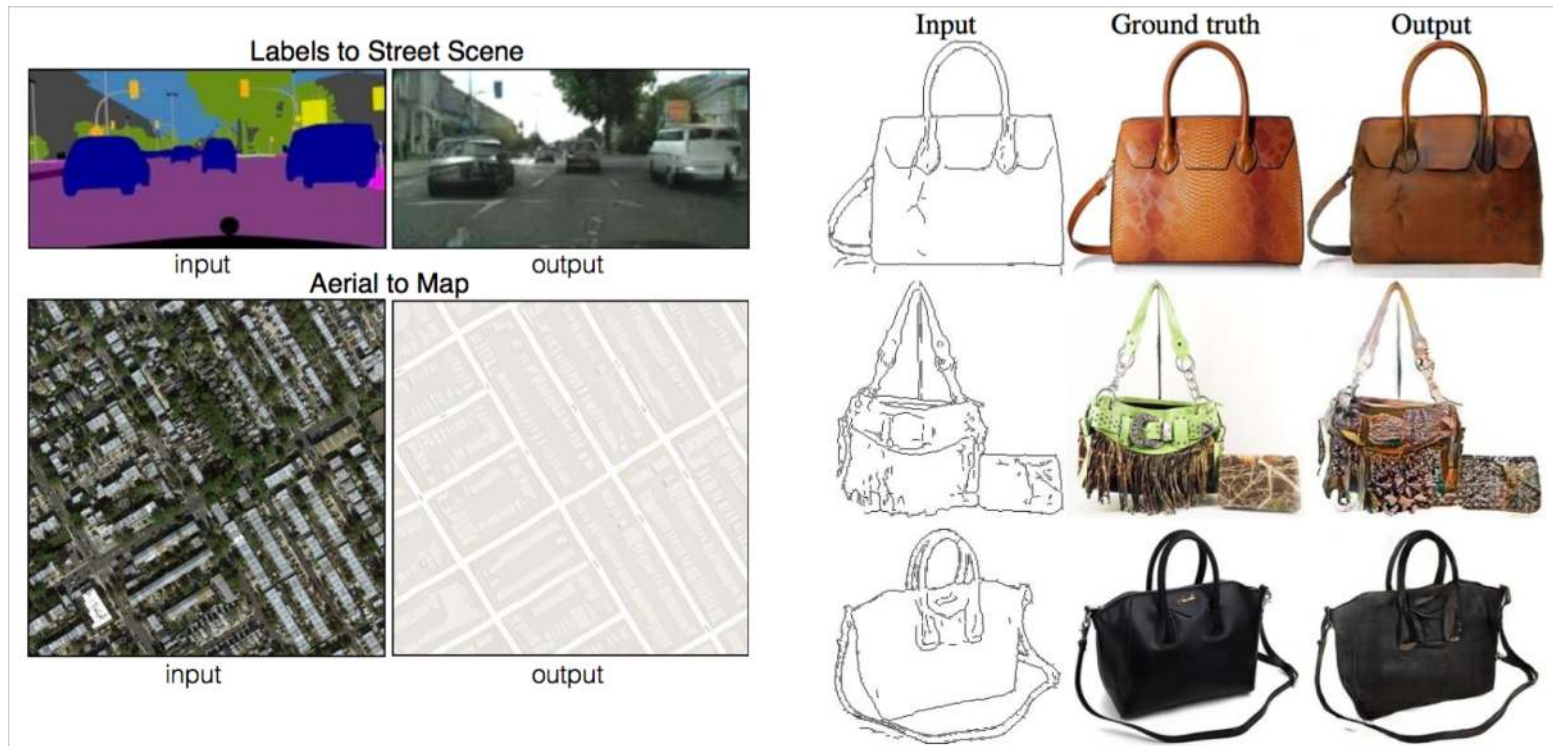 Labels to Street Scene
input
output
Aerial to Map
input
output
Input
Ground truth
Output